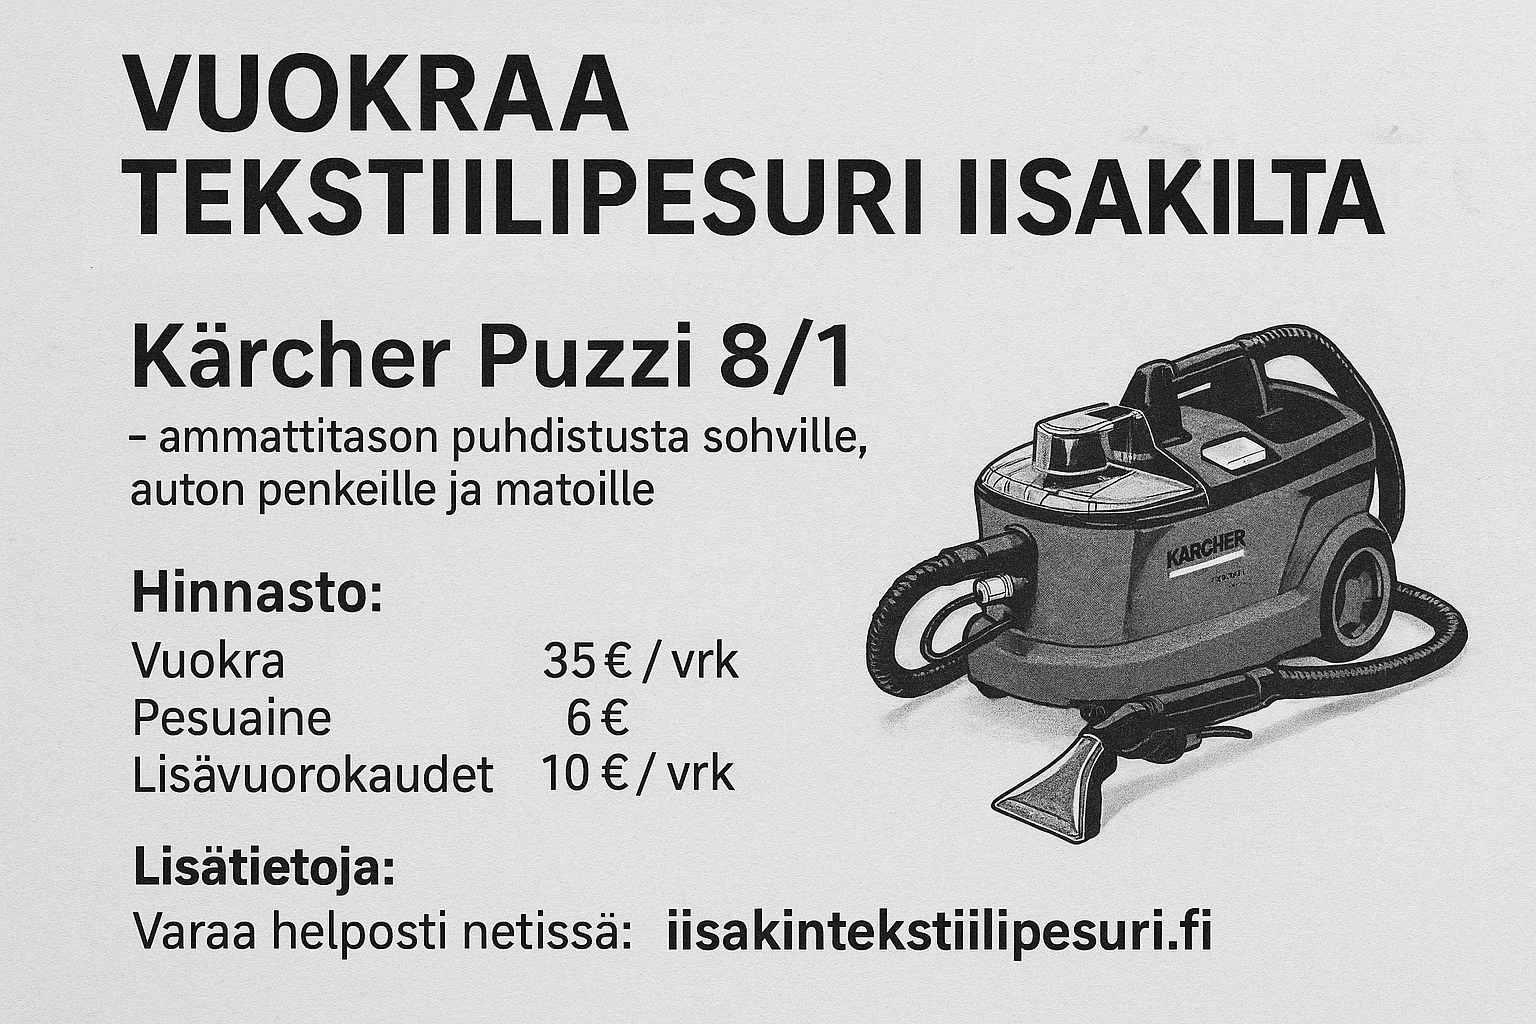 VUOKRAA
TEKSTIILIPESURI IISAKILTA
Kärcher Puzzi 8/1
– ammattitason puhdistusta sohville,
auton penkeille ja matoille
Hinnasto:
Vuokra 35 € / vrk
Pesuaine 6 €
Lisävuorokaudet 10 € / vrk
Lisätietoja:
Varaa helposti netissä: iisakintekstiilipesuri.fi
KARCHER